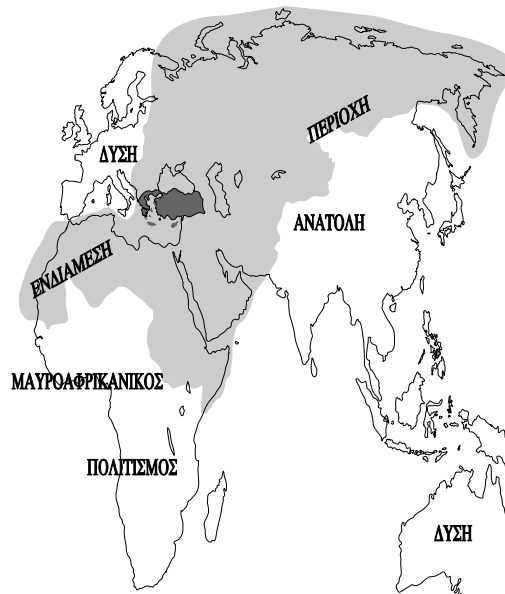 ΠΕΡΙΟΧΗ
ΔΥΣΗ
ΑΝΑΤΟΛΗ
ΕΝΔΙΑΜΕΣΗ
ΜΑΥΡΟΑΦΡΙΚΑΝΙΚΟΣ
ΠΟΛΙΤΙΣΜΟΣ
ΔΥΣΗ